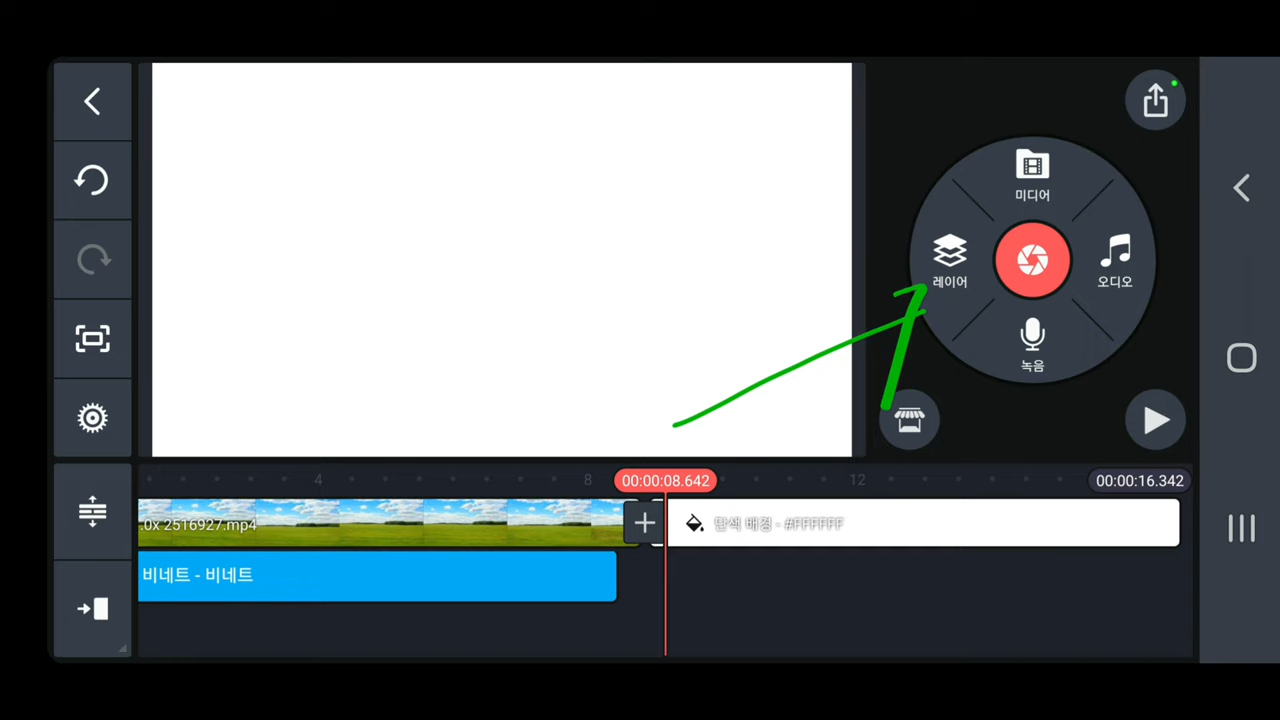 미디어
레이어
오디오
녹음
4
8
00:00:08.642
12
00:00:16.342
.0x 2516927.mp4
단색 배경 - #FFFFFF
비네트 - 비네트